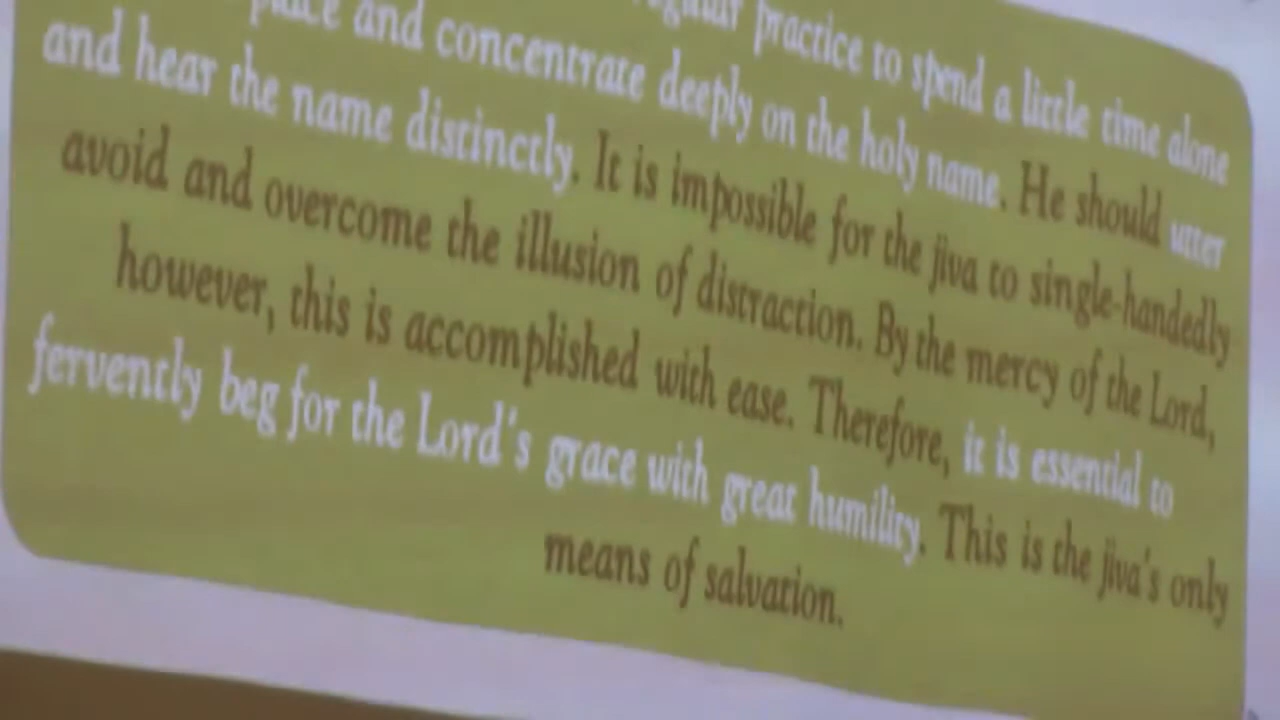 regular practice to spend a little time alone
place and concentrate deeply on the holy name. He should utter
and hear the name distinctly. It is impossible for the jiva to single-handedly
avoid and overcome the illusion of distraction. By the mercy of the Lord,
however, this is accomplished with ease. Therefore, it is essential to
fervently beg for the Lord's grace with great humility. This is the jiva's only
means of salvation.